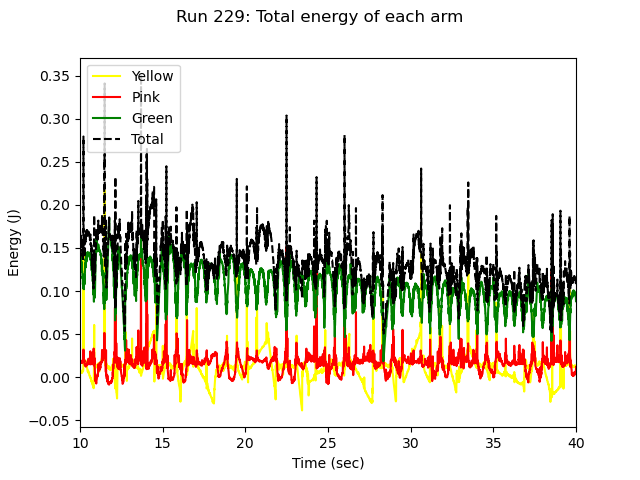 Run 229: Total energy of each arm
Yellow
Pink
Green
Total
Energy (J)
0.35
0.30
0.25
0.20
0.15
0.10
0.05
0.00
−0.05
10
15
20
25
30
35
40
Time (sec)